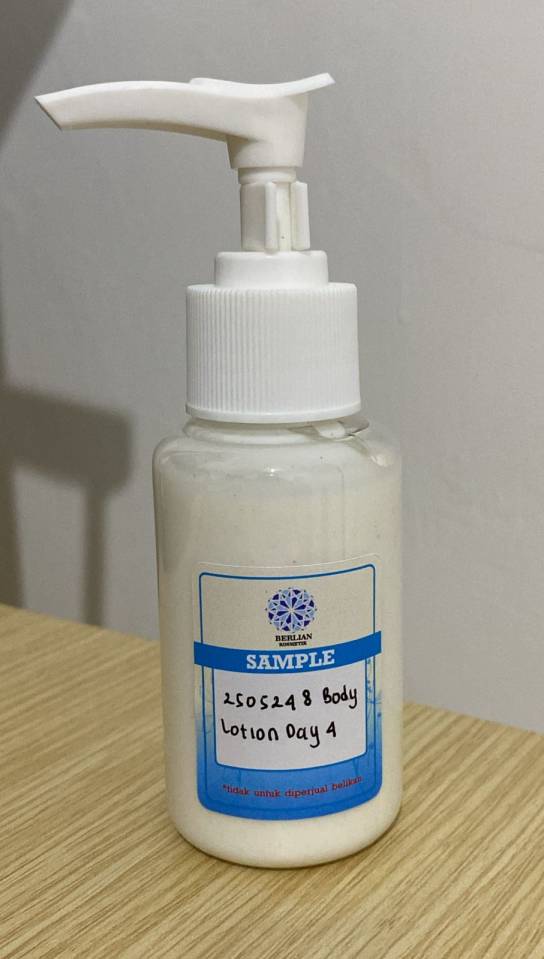 BERLIAN
KOSMETIK
SAMPLE
2505248 Body
Lotion Day 4
*tidak untuk diperjual belikan